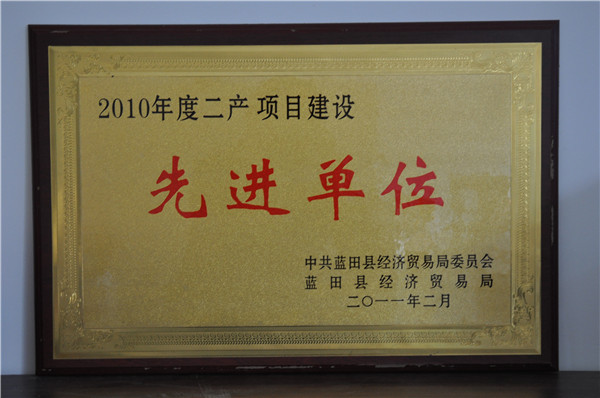 2010年度二产 项目建设
先进单位
中共蓝田县经济贸易局委员会
蓝田县经济贸易局
二〇一一年二月